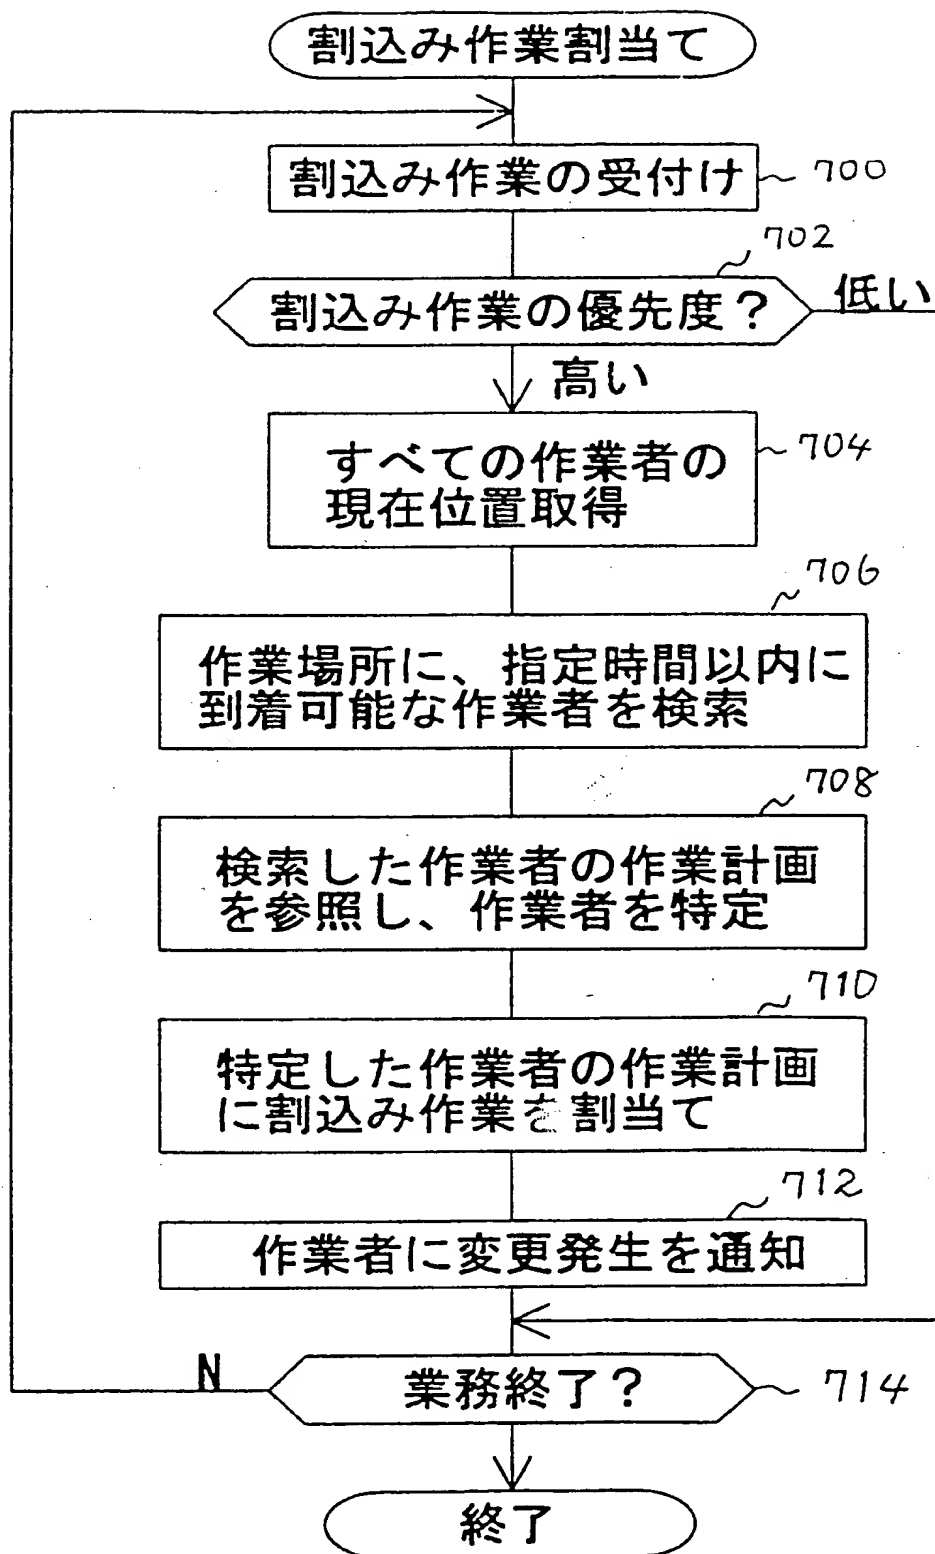 割込み作業割当て
割込み作業の受付け
700
702
割込み作業の優先度？
低い
高い
すべての作業者の
現在位置取得
704
706
作業場所に、指定時間以内に
到着可能な作業者を検索
708
検索した作業者の作業計画
を参照し、作業者を特定
710
特定した作業者の作業計画
に割込み作業を割当て
712
作業者に変更発生を通知
N
業務終了？
714
終了